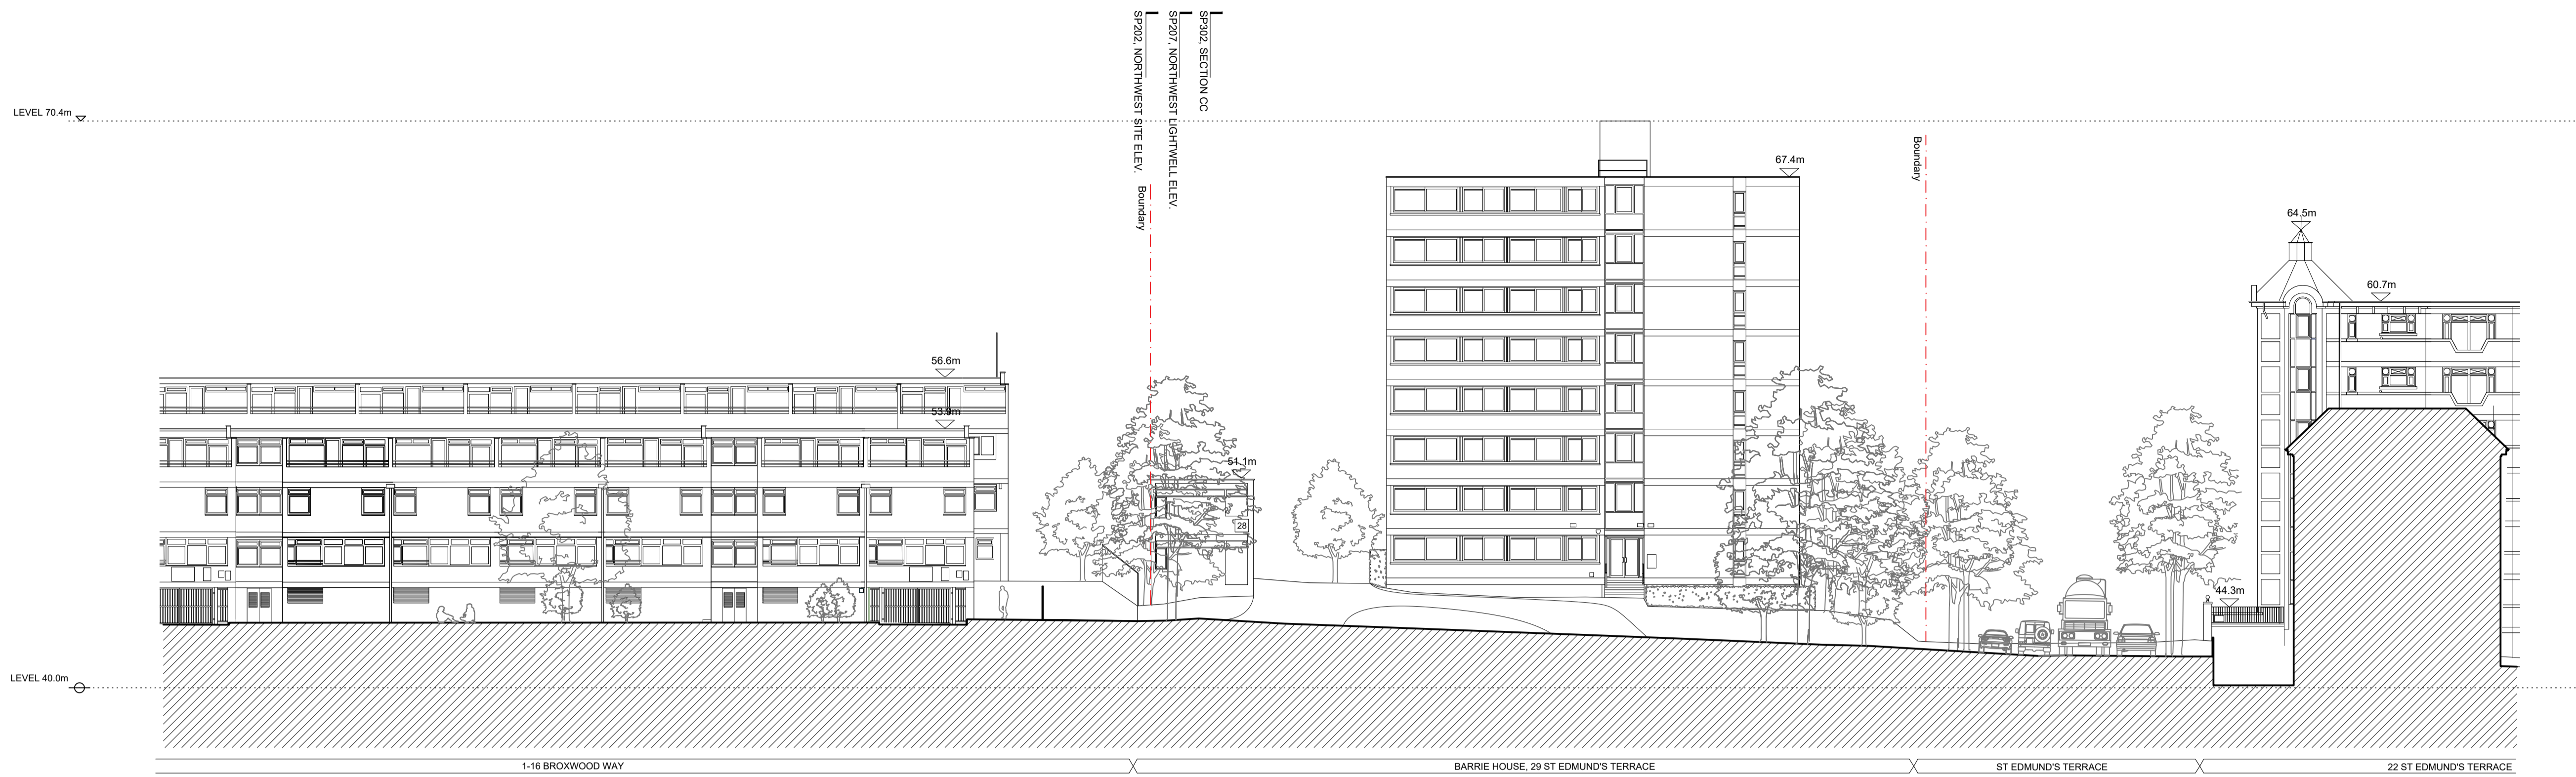 SP202, NORTHWEST SITE ELEV.
SP207, NORTHWEST LIGHTWELL ELEV.
SP302, SECTION CC
LEVEL 70.4m
Boundary
67.4m
Boundary
64.5m
60.7m
56.6m
53.9m
51.1m
28
44.3m
LEVEL 40.0m
1-16 BROXWOOD WAY
BARRIE HOUSE, 29 ST EDMUND'S TERRACE
ST EDMUND'S TERRACE
22 ST EDMUND'S TERRACE